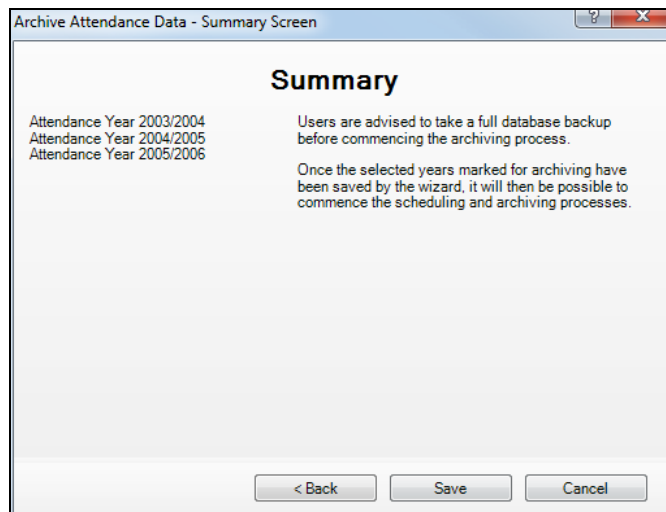 Archive Attendance Data - Summary Screen
Summary
Attendance Year 2003/2004
Attendance Year 2004/2005
Attendance Year 2005/2006
Users are advised to take a full database backup
before commencing the archiving process.
Once the selected years marked for archiving have
been saved by the wizard, it will then be possible to
commence the scheduling and archiving processes.
< Back
Save
Cancel